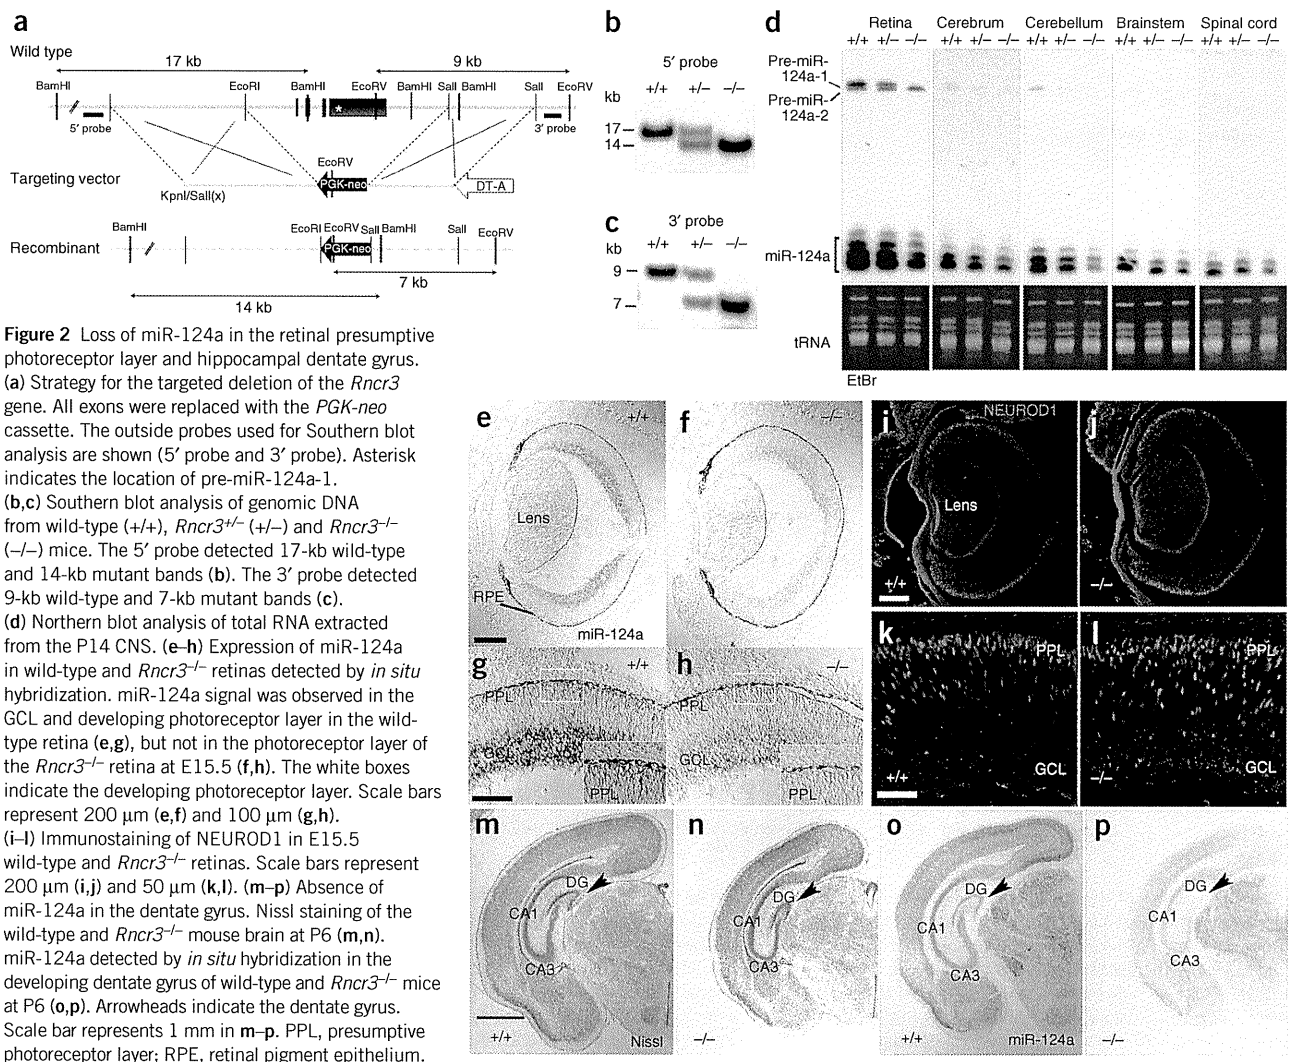 a
Wild type
17 kb
9 kb
BamHI
EcoRI
BamHI
EcoRV
BamHI
SalI
BamHI
SalI
EcoRV
*
5′ probe
3′ probe
EcoRV
Targeting vector
PGK-neo
DT-A
KpnI/SalI(x)
BamHI
EcoRI
EcoRV
SalI
BamHI
SalI
EcoRV
Recombinant
PGK-neo
7 kb
14 kb
b
5′ probe
kb
+/+
+/–
–/–
17
14
c
3′ probe
kb
+/+
+/–
–/–
9
7
d
Retina
Cerebrum
Cerebellum
Brainstem
Spinal cord
+/+ +/– –/– +/+ +/– –/– +/+ +/– –/– +/+ +/– –/– +/+ +/– –/–
Pre-miR-
124a-1
Pre-miR-
124a-2
miR-124a
tRNA
EtBr
Figure 2 Loss of miR-124a in the retinal presumptive
photoreceptor layer and hippocampal dentate gyrus.
(a) Strategy for the targeted deletion of the Rncr3
gene. All exons were replaced with the PGK-neo
cassette. The outside probes used for Southern blot
analysis are shown (5′ probe and 3′ probe). Asterisk
indicates the location of pre-miR-124a-1.
(b,c) Southern blot analysis of genomic DNA
from wild-type (+/+), Rncr3+/– (+/–) and Rncr3–/–
(–/–) mice. The 5′ probe detected 17-kb wild-type
and 14-kb mutant bands (b). The 3′ probe detected
9-kb wild-type and 7-kb mutant bands (c).
(d) Northern blot analysis of total RNA extracted
from the P14 CNS. (e–h) Expression of miR-124a
in wild-type and Rncr3–/– retinas detected by in situ
hybridization. miR-124a signal was observed in the
GCL and developing photoreceptor layer in the wild-
type retina (e,g), but not in the photoreceptor layer of
the Rncr3–/– retina at E15.5 (f,h). The white boxes
indicate the developing photoreceptor layer. Scale bars
represent 200 μm (e,f) and 100 μm (g,h).
(i–l) Immunostaining of NEUROD1 in E15.5
wild-type and Rncr3–/– retinas. Scale bars represent
200 μm (i,j) and 50 μm (k,l). (m–p) Absence of
miR-124a in the dentate gyrus. Nissl staining of the
wild-type and Rncr3–/– mouse brain at P6 (m,n).
miR-124a detected by in situ hybridization in the
developing dentate gyrus of wild-type and Rncr3–/– mice
at P6 (o,p). Arrowheads indicate the dentate gyrus.
Scale bar represents 1 mm in m–p. PPL, presumptive
photoreceptor layer; RPE, retinal pigment epithelium.
e
+/+
Lens
RPE
miR-124a
f
–/–
g
+/+
PPL
GCL
PPL
h
–/–
PPL
GCL
PPL
i
NEUROD1
Lens
+/+
j
–/–
k
PPL
GCL
+/+
l
PPL
GCL
–/–
m
DG
CA1
CA3
+/+
Nissl
n
DG
CA1
CA3
–/–
o
DG
CA1
CA3
+/+
miR-124a
p
DG
CA1
CA3
–/–